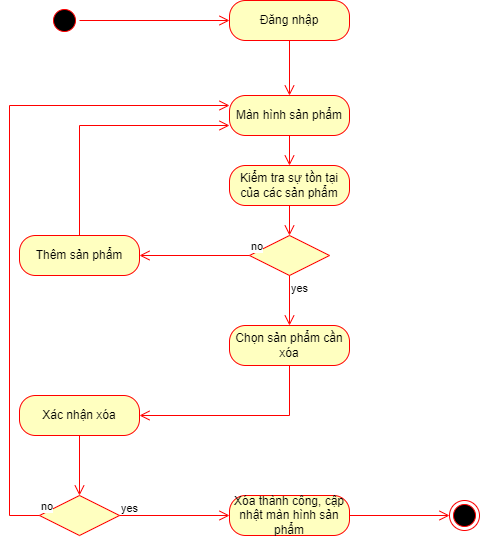 Đăng nhập
Màn hình sản phẩm
Kiểm tra sự tồn tại
của các sản phẩm
no
Thêm sản phẩm
yes
Chọn sản phẩm cần
xóa
Xác nhận xóa
no
yes
Xóa thành công, cập
nhật màn hình sản
phẩm